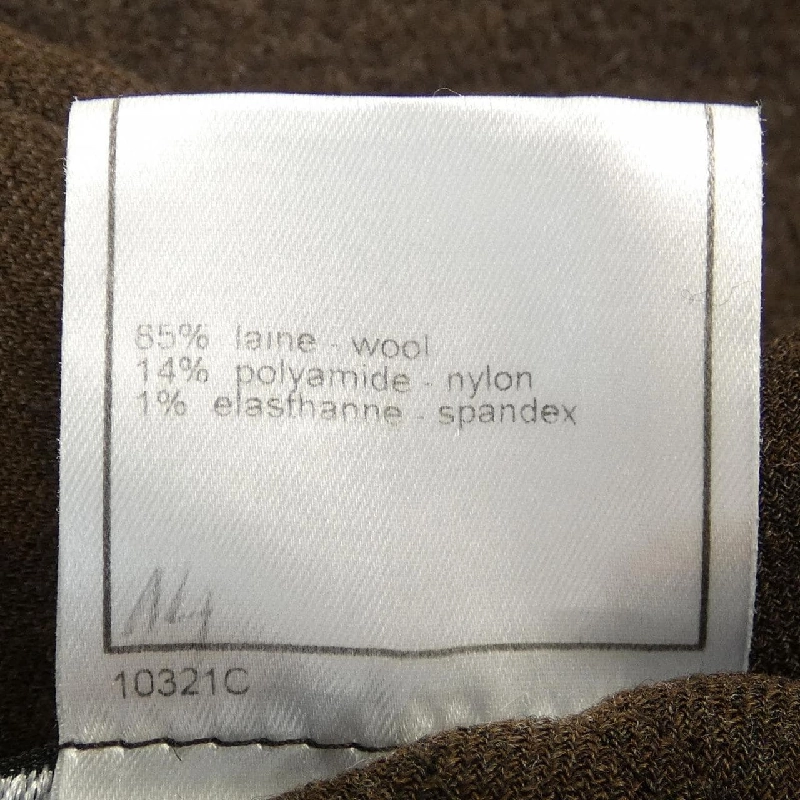 85% laine - wool
14% polyamide - nylon
1% elasthanne - spandex
10321C